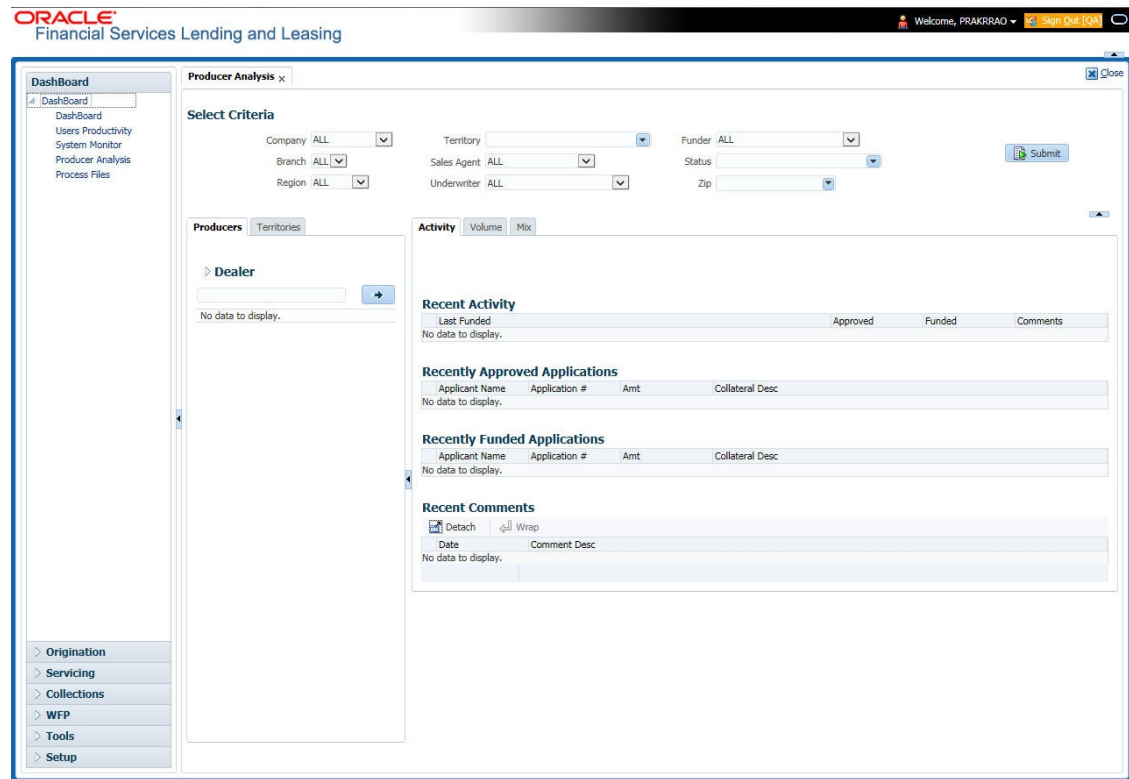 ORACLE
Financial Services Lending and Leasing
Welcome, PRAKRRAO
Sign Out [QA]
DashBoard
DashBoard
DashBoard
Users Productivity
System Monitor
Producer Analysis
Process Files
Origination
Servicing
Collections
WFP
Tools
Setup
Producer Analysis
Close
Select Criteria
Company ALL
Territory
Funder ALL
Branch ALL
Sales Agent ALL
Status
Region ALL
Underwriter ALL
Zip
Submit
Producers Territories
Dealer
No data to display.
Activity Volume Mix
Recent Activity
Last Funded Approved Funded Comments
No data to display.
Recently Approved Applications
Applicant Name Application # Amt Collateral Desc
No data to display.
Recently Funded Applications
Applicant Name Application # Amt Collateral Desc
No data to display.
Recent Comments
Detach Wrap
Date Comment Desc
No data to display.